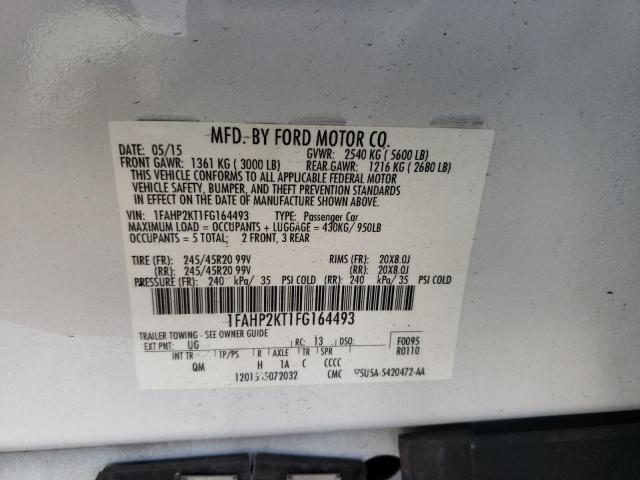 MFD. BY FORD MOTOR CO.
DATE: 05/15 GVWR: 2540 KG ( 5600 LB)
FRONT GAWR: 1361 KG ( 3000 LB) REAR GAWR: 1216 KG ( 2680 LB)
THIS VEHICLE CONFORMS TO ALL APPLICABLE FEDERAL MOTOR
VEHICLE SAFETY, BUMPER, AND THEFT PREVENTION STANDARDS
IN EFFECT ON THE DATE OF MANUFACTURE SHOWN ABOVE.
VIN: 1FAHP2KT1FG164493 TYPE: Passenger Car
MAXIMUM LOAD = OCCUPANTS + LUGGAGE = 430KG/950LB
OCCUPANTS = 5 TOTAL; 2 FRONT, 3 REAR
TIRE (FR): 245/45R20 99V RIMS (FR): 20X8.0J
(RR): 245/45R20 99V (RR): 20X8.0J
PRESSURE (FR): 240 kPa/ 35 PSI COLD (RR): 240 kPa/ 35 PSI COLD
1FAHP2KT1FG164493
TRAILER TOWING - SEE OWNER GUIDE
EXT PNT: UG RC: 13 DSO: F0095
R0110
INT TR TP/PS R AXLE TR SPR
QM H 1A C CCCC
CMC 5U5A-5420472-AA